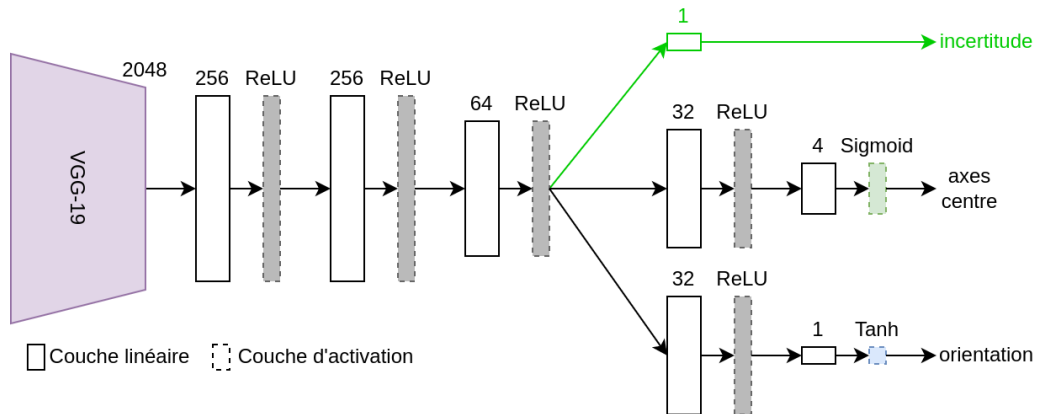 1
incertitude
2048
256
ReLU
256
ReLU
64
ReLU
32
ReLU
4
Sigmoid
axes
centre
VGG-19
32
ReLU
1
Tanh
orientation
Couche linéaire
Couche d'activation